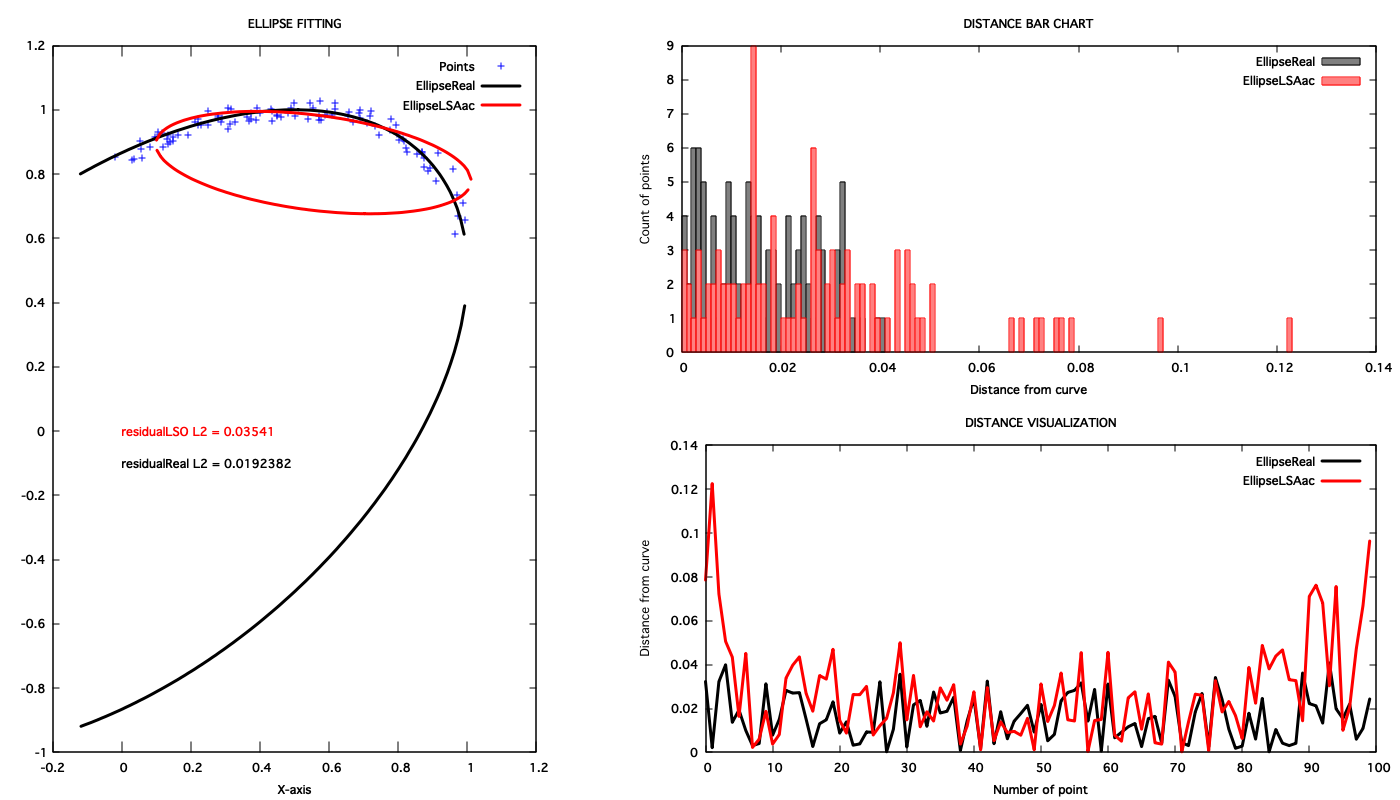 ELLIPSE FITTING
Points
EllipseReal
EllipseLSAac
1.2
1
0.8
0.6
0.4
0.2
0
-0.2
-0.4
-0.6
-0.8
-1
residualLSO L2 = 0.03541
residualReal L2 = 0.0192382
-0.2 0 0.2 0.4 0.6 0.8 1 1.2
X-axis
DISTANCE BAR CHART
EllipseReal
EllipseLSAac
Count of points
9
8
7
6
5
4
3
2
1
0
0 0.02 0.04 0.06 0.08 0.1 0.12 0.14
Distance from curve
DISTANCE VISUALIZATION
EllipseReal
EllipseLSAac
Distance from curve
0.14
0.12
0.1
0.08
0.06
0.04
0.02
0
0 10 20 30 40 50 60 70 80 90 100
Number of point